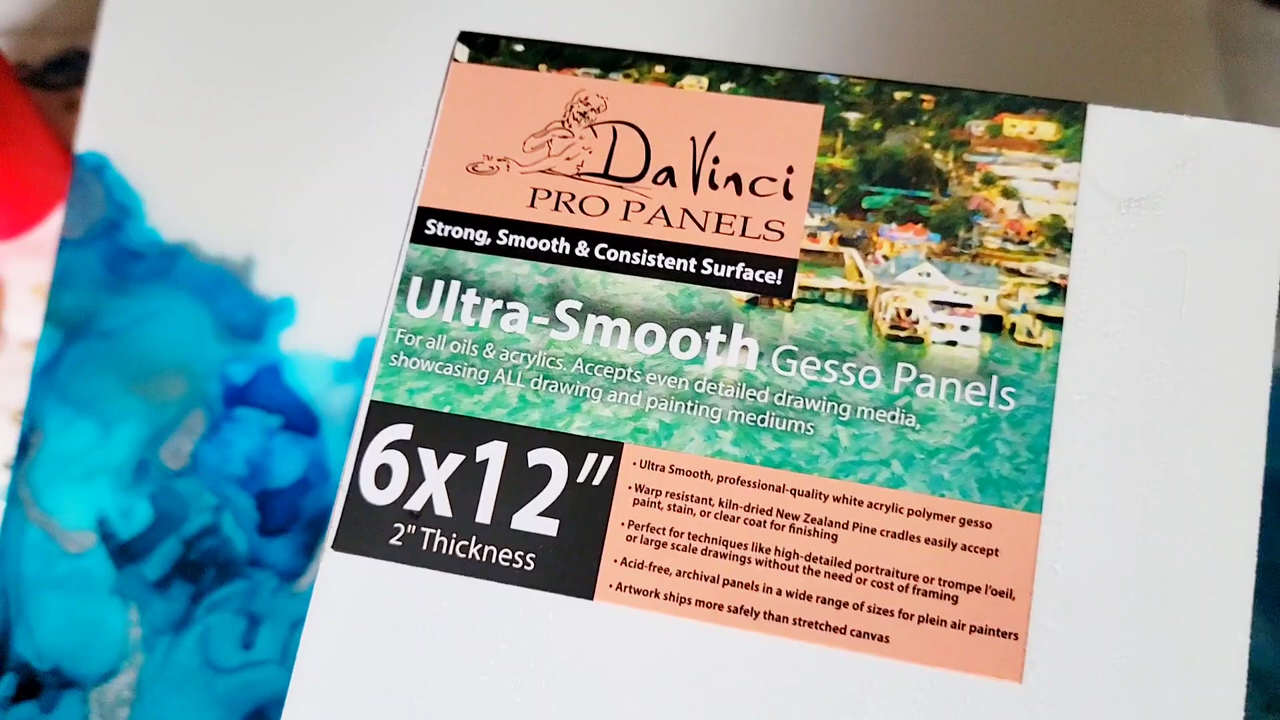 Da Vinci
PRO PANELS
Strong, Smooth & Consistent Surface!
Ultra-Smooth Gesso Panels
For all oils & acrylics. Accepts even detailed drawing media,
showcasing ALL drawing and painting mediums
6x12"
2" Thickness
• Ultra Smooth, professional-quality white acrylic polymer gesso
• Warp resistant, kiln-dried New Zealand Pine cradles easily accept
paint, stain, or clear coat for finishing
• Perfect for techniques like high-detailed portraiture or trompe l'oeil,
or large scale drawings without the need or cost of framing
• Acid-free, archival panels in a wide range of sizes for plein air painters
• Artwork ships more safely than stretched canvas